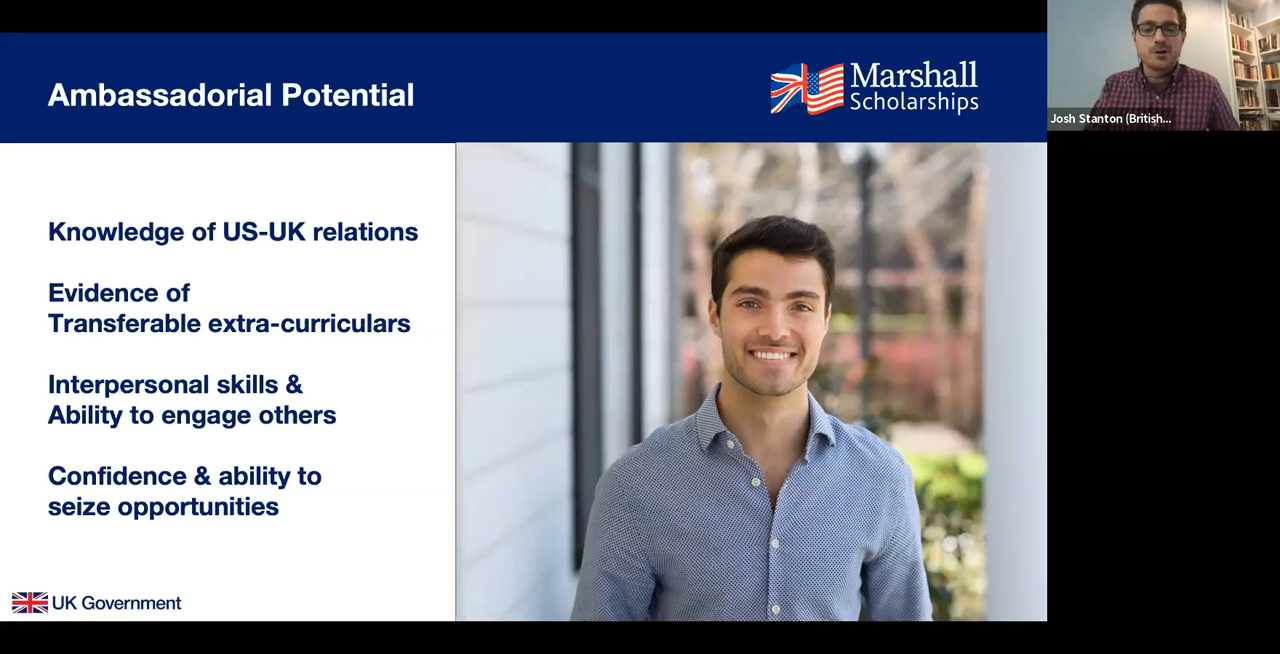 Ambassadorial Potential
Marshall
Scholarships
Josh Stanton (British...
Knowledge of US-UK relations
Evidence of
Transferable extra-curriculars
Interpersonal skills &
Ability to engage others
Confidence & ability to
seize opportunities
UK Government